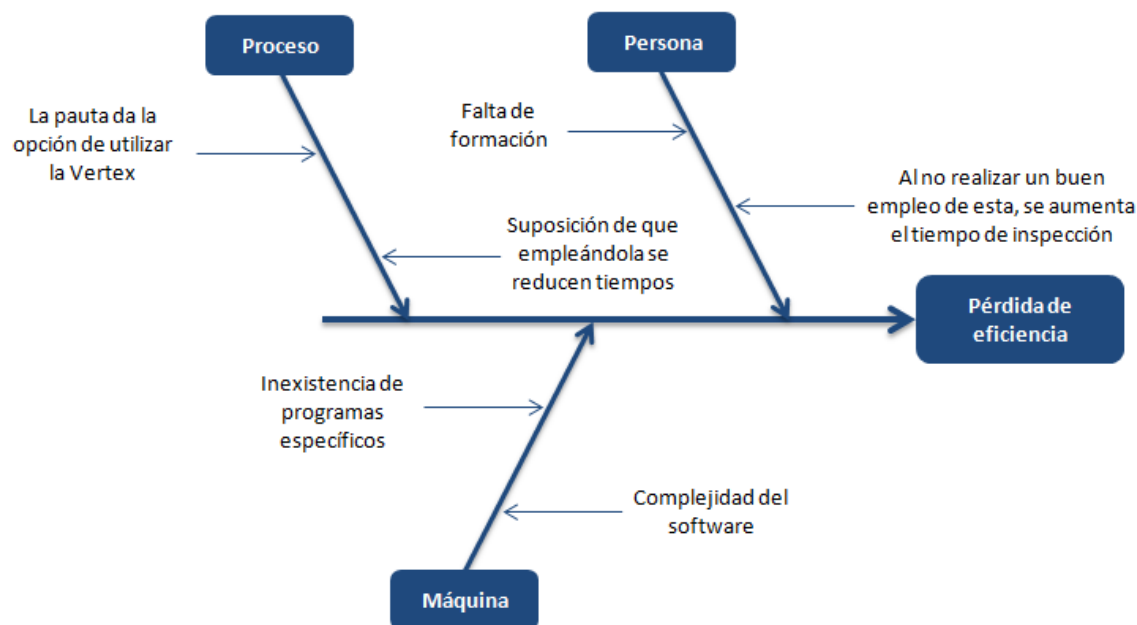 Proceso
Persona
La pauta da la
opción de utilizar
la Vertex
Falta de
formación
Al no realizar un buen
empleo de esta, se aumenta
el tiempo de inspección
Suposición de que
empleándola se
reducen tiempos
Pérdida de
eficiencia
Inexistencia de
programas
específicos
Complejidad del
software
Máquina